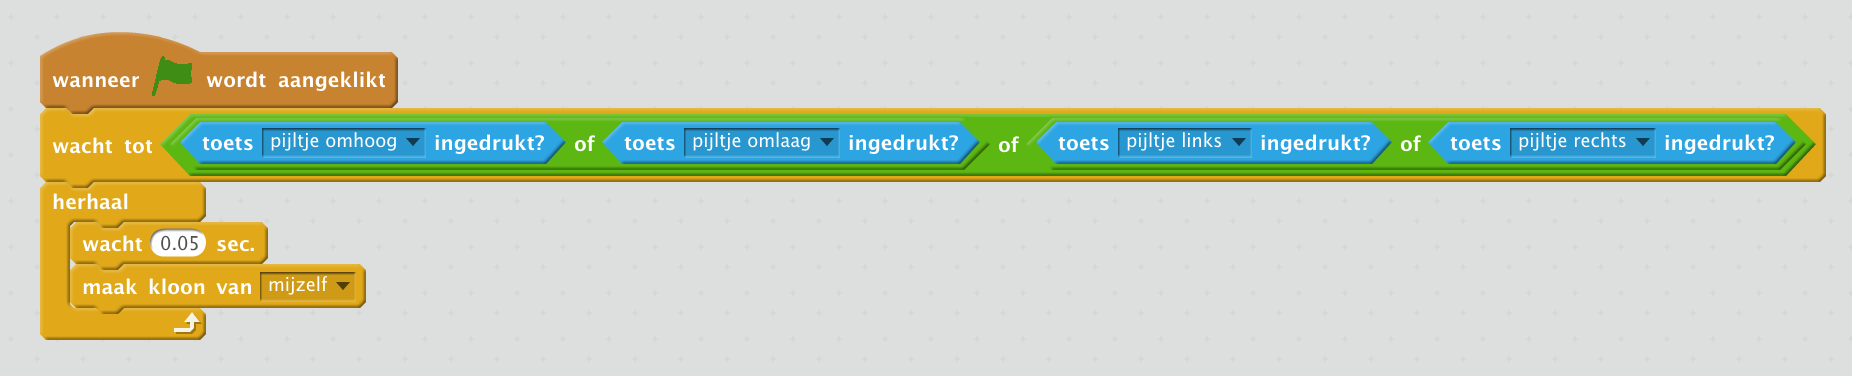 wanneer wordt aangeklikt
wacht tot toets pijltje omhoog ingedrukt? of toets pijltje omlaag ingedrukt? of toets pijltje links ingedrukt? of toets pijltje rechts ingedrukt?
herhaal
wacht 0.05 sec.
maak kloon van mijzelf